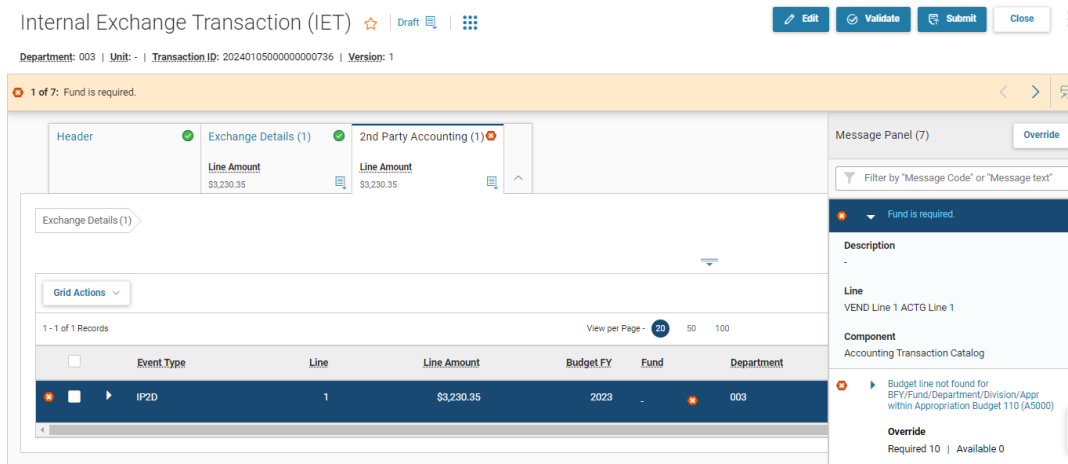 Internal Exchange Transaction (IET) Draft
Edit Validate Submit Close
Department: 003 | Unit: - | Transaction ID: 20240105000000000736 | Version: 1
1 of 7: Fund is required.
Header Exchange Details (1) 2nd Party Accounting (1)
Line Amount Line Amount
$3,230.35 $3,230.35
Exchange Details (1)
Grid Actions
1 - 1 of 1 Records View per Page - 20 50 100
Event Type Line Line Amount Budget FY Fund Department
IP2D 1 $3,230.35 2023 - 003
Message Panel (7) Override
Filter by "Message Code" or "Message text"
Fund is required.
Description
-
Line
VEND Line 1 ACTG Line 1
Component
Accounting Transaction Catalog
Budget line not found for
BFY/Fund/Department/Division/Appr
within Appropriation Budget 110 (A5000)
Override
Required 10 | Available 0